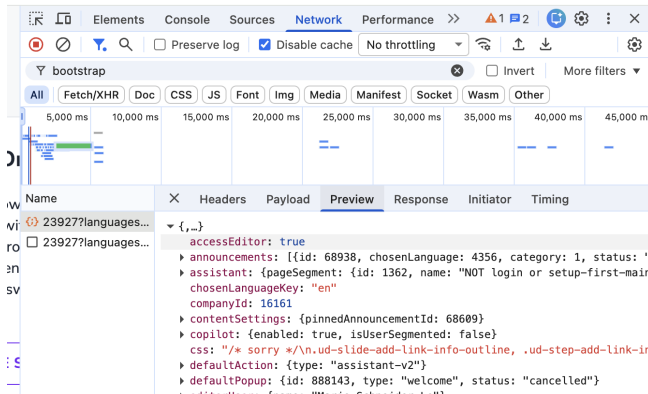 Elements Console Sources Network Performance 1 2
Preserve log Disable cache No throttling
bootstrap Invert More filters
All Fetch/XHR Doc CSS JS Font Img Media Manifest Socket Wasm Other
5,000 ms 10,000 ms 15,000 ms 20,000 ms 25,000 ms 30,000 ms 35,000 ms 40,000 ms 45,000 m
Name Headers Payload Preview Response Initiator Timing
23927?languages...
23927?languages...
{,…}
accessEditor: true
announcements: [{id: 68938, chosenLanguage: 4356, category: 1, status: "
assistant: {pageSegment: {id: 1362, name: "NOT login or setup-first-mai
chosenLanguageKey: "en"
companyId: 16161
contentSettings: {pinnedAnnouncementId: 68609}
copilot: {enabled: true, isUserSegmented: false}
css: "/* sorry */\n.ud-slide-add-link-info-outline, .ud-step-add-link-in
defaultAction: {type: "assistant-v2"}
defaultPopup: {id: 888143, type: "welcome", status: "cancelled"}